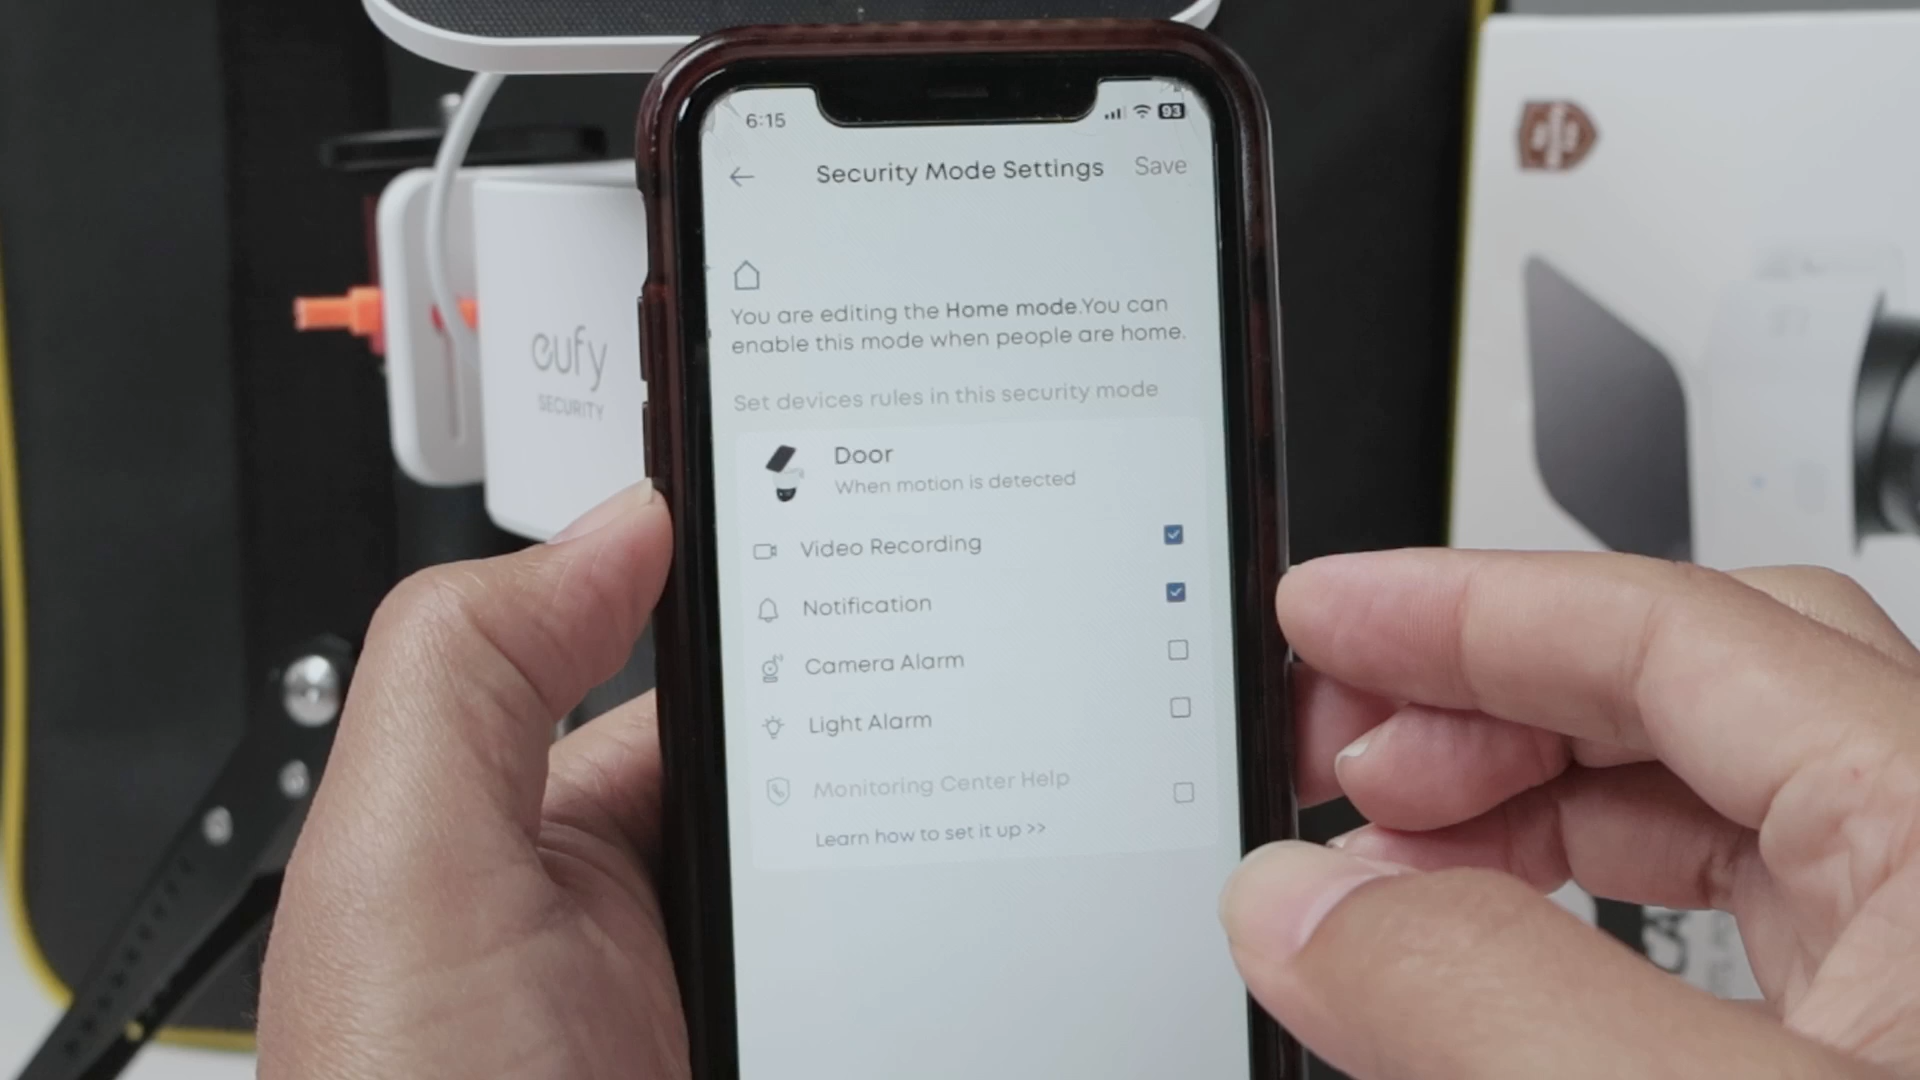 6:15
93
Security Mode Settings
Save
You are editing the Home mode.You can
enable this mode when people are home.
Set devices rules in this security mode
Door
When motion is detected
Video Recording
Notification
Camera Alarm
Light Alarm
Monitoring Center Help
Learn how to set it up >>
eufy
SECURITY